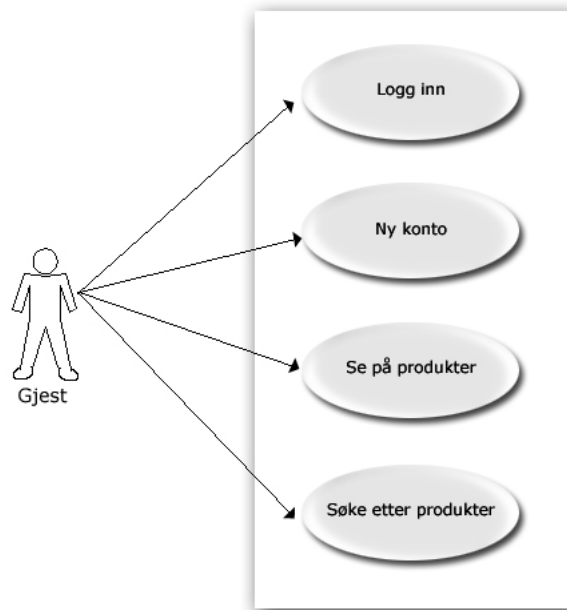 Logg inn
Ny konto
Se på produkter
Søke etter produkter
Gjest